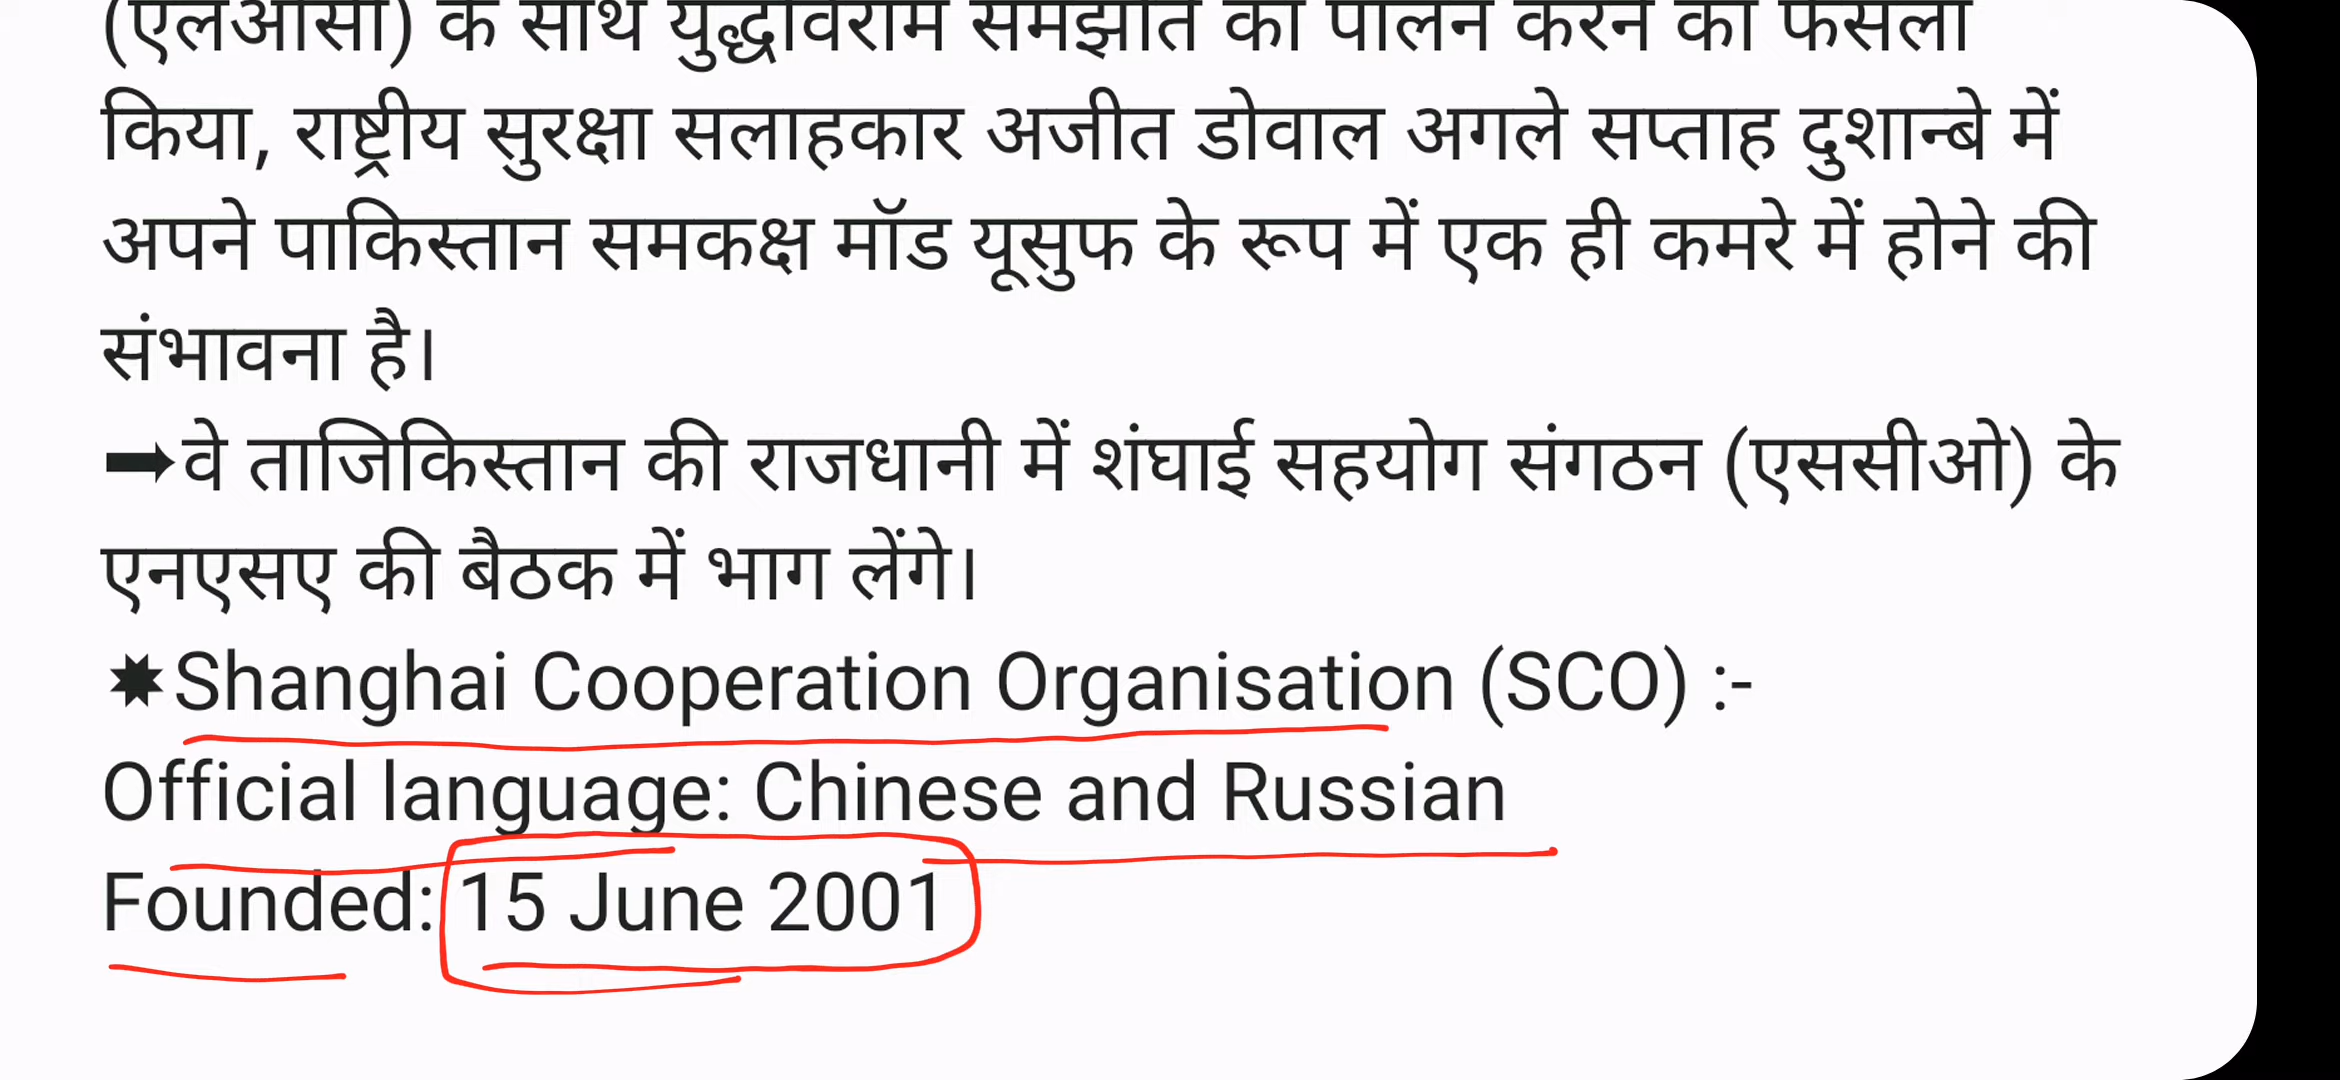 (एलओसी) के साथ युद्धविराम समझौते का पालन करने का फैसला
किया, राष्ट्रीय सुरक्षा सलाहकार अजीत डोवाल अगले सप्ताह दुशान्बे में
अपने पाकिस्तान समकक्ष मॉड यूसुफ के रूप में एक ही कमरे में होने की
संभावना है।
➡वे ताजिकिस्तान की राजधानी में शंघाई सहयोग संगठन (एससीओ) के
एनएसए की बैठक में भाग लेंगे।
✸Shanghai Cooperation Organisation (SCO) :-
Official language: Chinese and Russian
Founded: 15 June 2001